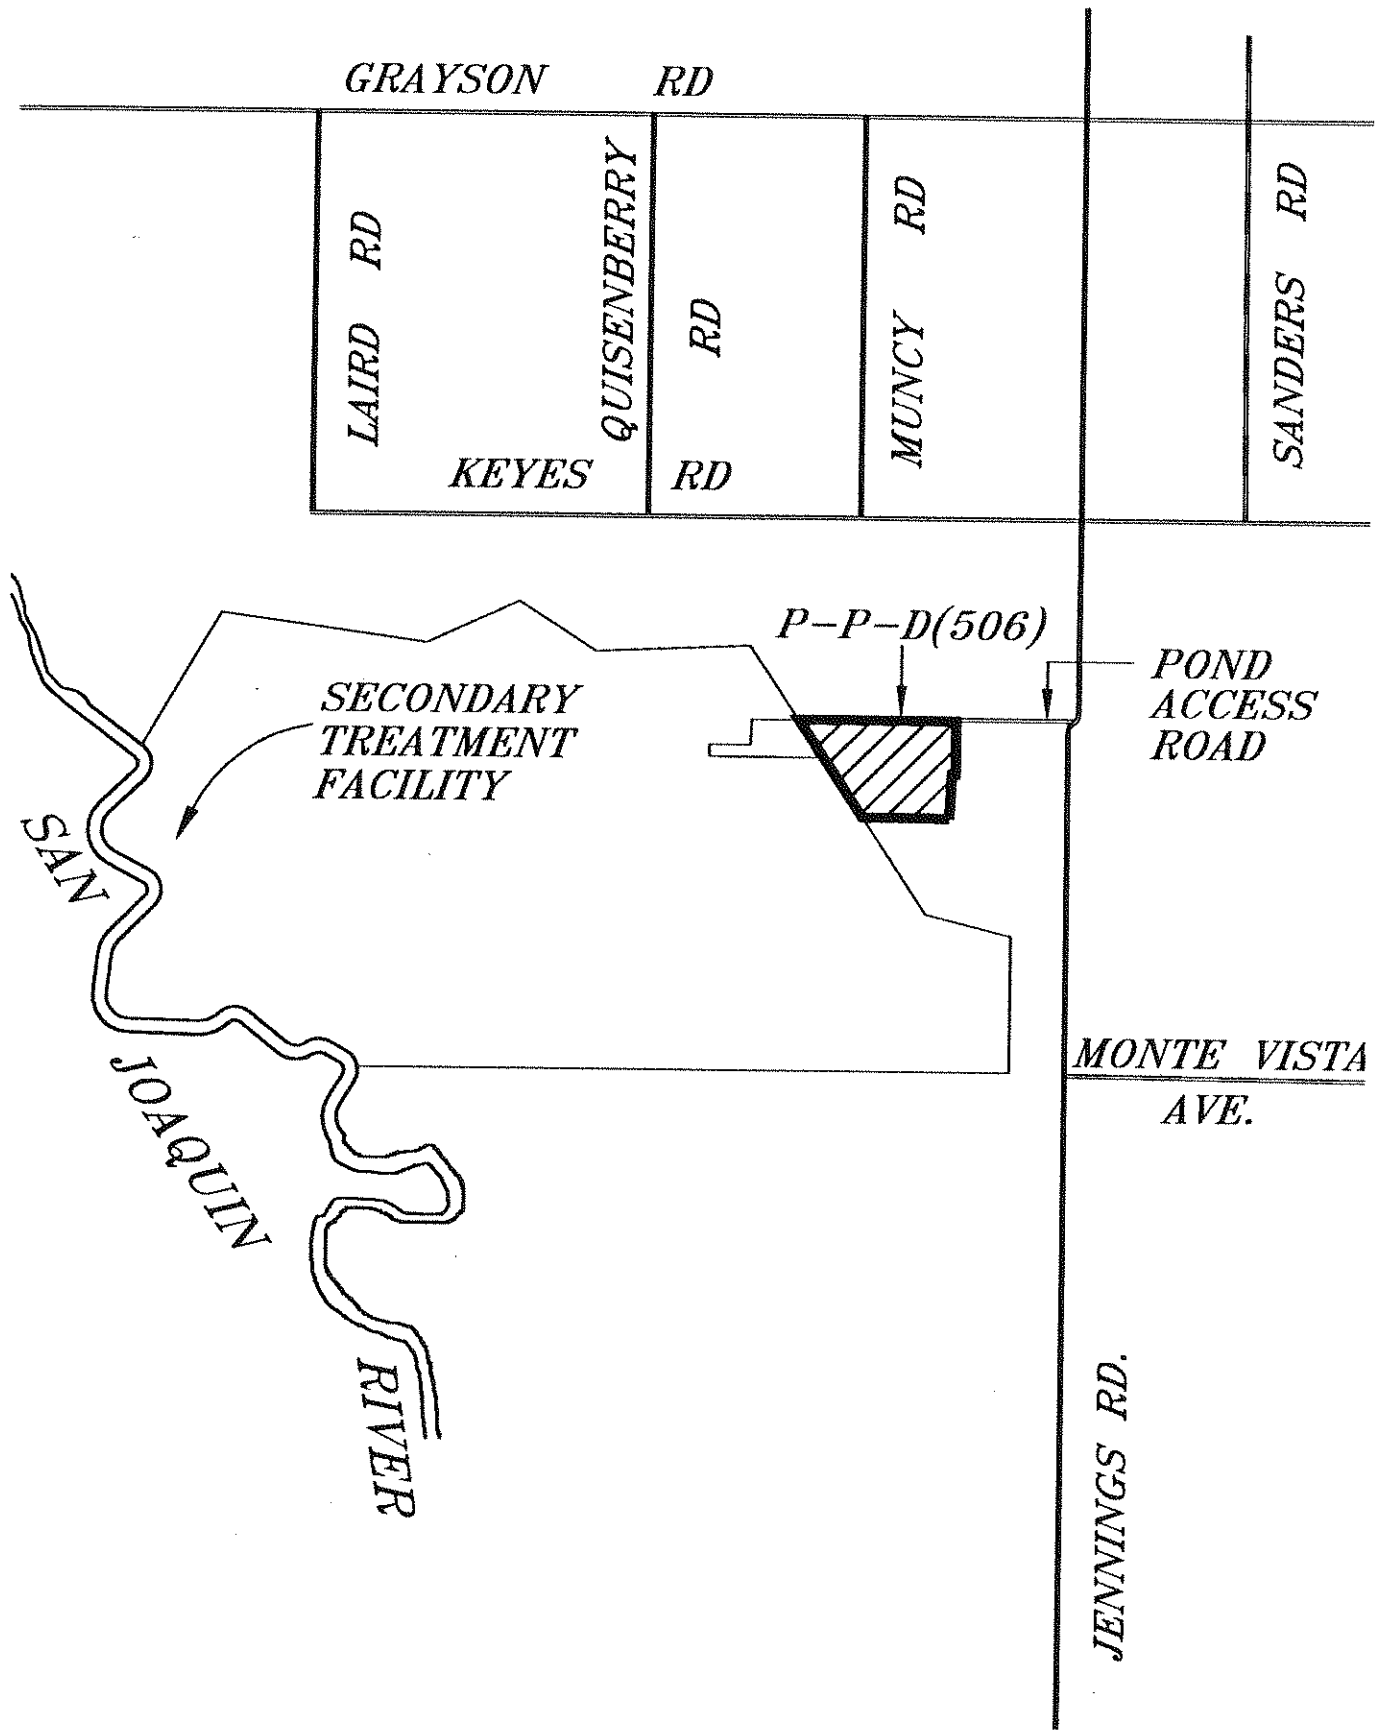 GRAYSON RD
LAIRD RD
QUISENBERRY RD
MUNCY RD
SANDERS RD
KEYES RD
P-P-D(506)
POND
ACCESS
ROAD
SECONDARY
TREATMENT
FACILITY
SAN JOAQUIN RIVER
MONTE VISTA
AVE.
JENNINGS RD.